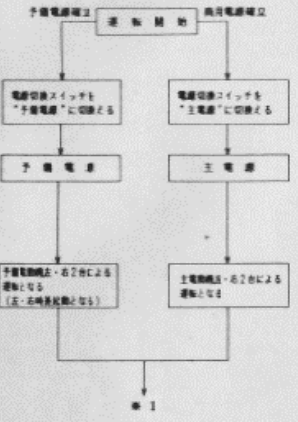 予備電源確立
商用電源確立
運転開始
電源切換スイッチを
"予備電源"に切換える
電源切換スイッチを
"主電源"に切換える
予備電源
主電源
予備電動機左・右2台による
運転となる
(左・右時差起動となる)
主電動機左・右2台による
運転となる
※1